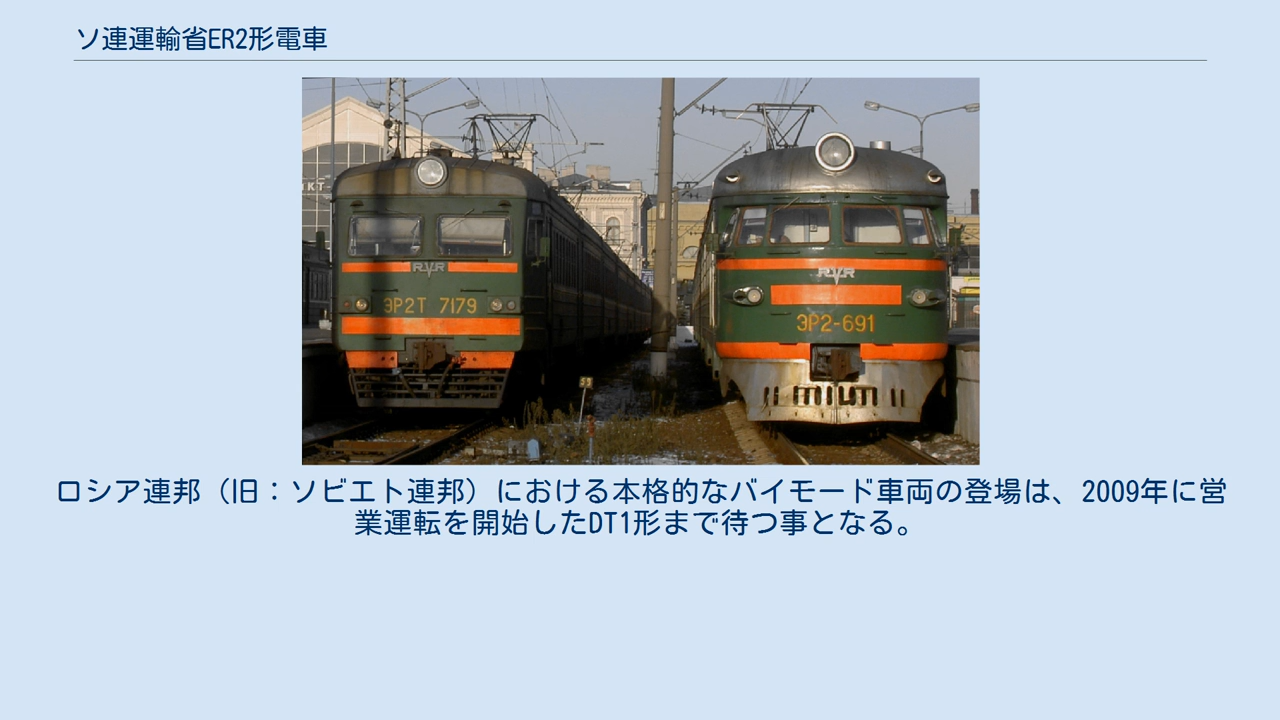 ソ連運輸省ER2形電車
КТ
RVR
ЭР2Т 7179
RVR
ЭР2-691
ロシア連邦（旧：ソビエト連邦）における本格的なバイモード車両の登場は、2009年に営
業運転を開始したDT1形まで待つ事となる。